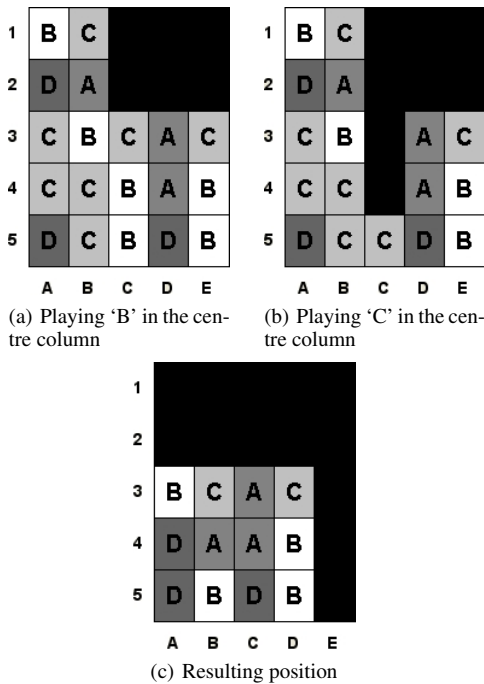 1 B C 1 B C
2 D A 2 D A
3 C B C A C 3 C B A C
4 C C B A B 4 C C A B
5 D C B D B 5 D C C D B
A B C D E A B C D E
(a) Playing ‘B’ in the cen-
tre column
(b) Playing ‘C’ in the cen-
tre column
1
2
3 B C A C
4 D A A B
5 D B D B
A B C D E
(c) Resulting position